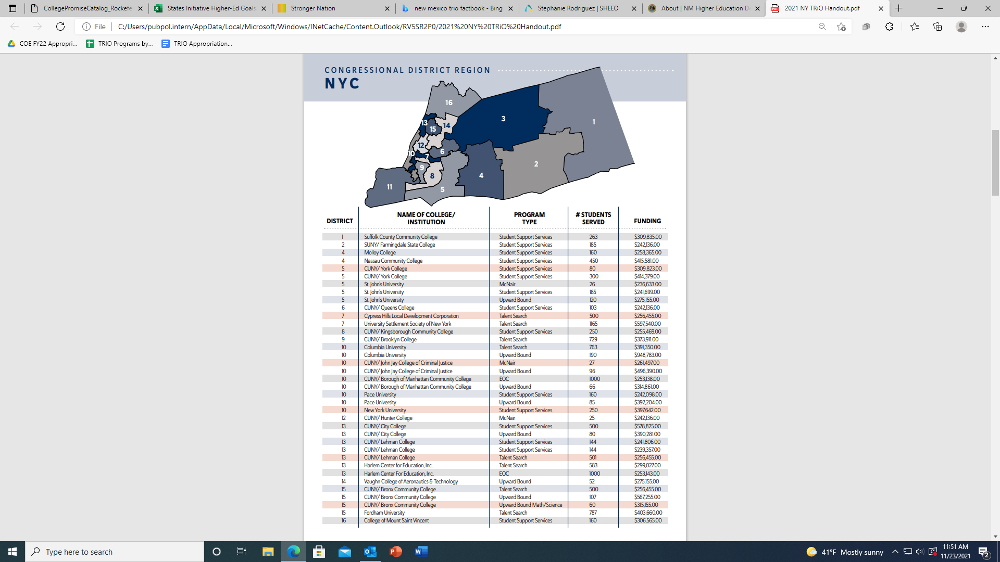 CollegePromiseCatalog_Rockefe
States Initiative Higher-Ed Goals
Stronger Nation
new mexico trio factbook - Bing
Stephanie Rodriguez | SHEEO
About | NM Higher Education D
2021 NY TRiO Handout.pdf
File C:/Users/pubpol.intern/AppData/Local/Microsoft/Windows/INetCache/Content.Outlook/RV5SR2P0/2021%20NY%20TRiO%20Handout.pdf
COE FY22 Appropri... TRIO Programs by... TRIO Appropriation...
CONGRESSIONAL DISTRICT REGION
NYC
16
3
1
13
14
15
12
6
10
7
2
9
8
4
11
5
DISTRICT NAME OF COLLEGE/ INSTITUTION PROGRAM TYPE # STUDENTS SERVED FUNDING
1 Suffolk County Community College Student Support Services 263 $309,835.00
2 SUNY/ Farmingdale State College Student Support Services 185 $242,136.00
4 Molloy College Student Support Services 160 $258,365.00
4 Nassau Community College Student Support Services 450 $415,581.00
5 CUNY/ York College Student Support Services 80 $309,823.00
5 CUNY/ York College Student Support Services 300 $414,379.00
5 St. John's University McNair 26 $236,633.00
5 St. John's University Student Support Services 185 $241,699.00
5 St. John's University Upward Bound 120 $275,155.00
6 CUNY/ Queens College Student Support Services 103 $242,136.00
7 Cypress Hills Local Development Corporation Talent Search 500 $256,455.00
7 University Settlement Society of New York Talent Search 1165 $597,540.00
8 CUNY/ Kingsborough Community College Student Support Services 250 $255,469.00
9 CUNY/ Brooklyn College Talent Search 729 $373,911.00
10 Columbia University Talent Search 763 $391,350.00
10 Columbia University Upward Bound 190 $948,783.00
10 CUNY/ John Jay College of Criminal Justice McNair 27 $261,497.00
10 CUNY/ John Jay College of Criminal Justice Upward Bound 96 $496,390.00
10 CUNY/ Borough of Manhattan Community College EOC 1000 $253,138.00
10 CUNY/ Borough of Manhattan Community College Upward Bound 66 $314,861.00
10 Pace University Student Support Services 160 $242,098.00
10 Pace University Upward Bound 85 $392,204.00
10 New York University Student Support Services 250 $397,642.00
12 CUNY/ Hunter College McNair 25 $242,136.00
13 CUNY/ City College Student Support Services 500 $578,825.00
13 CUNY/ City College Upward Bound 80 $390,281.00
13 CUNY/ Lehman College Student Support Services 144 $241,806.00
13 CUNY/ Lehman College Student Support Services 144 $239,357.00
13 CUNY/ Lehman College Talent Search 501 $256,455.00
13 Harlem Center for Education, Inc. Talent Search 583 $299,027.00
13 Harlem Center For Education, Inc. EOC 1000 $253,143.00
14 Vaughn College of Aeronautics & Technology Upward Bound 52 $275,155.00
15 CUNY/ Bronx Community College Talent Search 500 $256,455.00
15 CUNY/ Bronx Community College Upward Bound 107 $567,255.00
15 CUNY/ Bronx Community College Upward Bound Math/Science 60 $315,155.00
15 Fordham University Talent Search 787 $403,660.00
16 College of Mount Saint Vincent Student Support Services 160 $306,565.00
Type here to search
41°F Mostly sunny
11:51 AM
11/23/2021
2